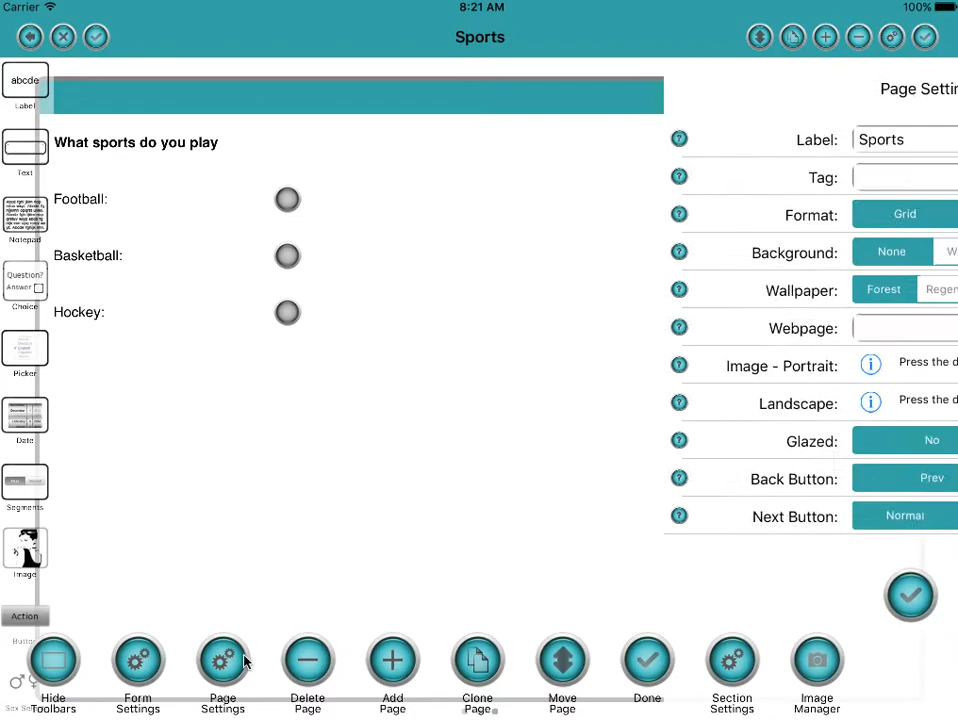 Carrier 8:21 AM 100%
Sports
abcde
Label
Text
Notepad
Question?
Answer
Choice
Picker
Date
Segments
Image
Action
Button
What sports do you play
Football:
Basketball:
Hockey:
Page Settin
Label: Sports
Tag:
Format: Grid
Background: None W
Wallpaper: Forest Regen
Webpage:
Image - Portrait: Press the d
Landscape: Press the d
Glazed: No
Back Button: Prev
Next Button: Normal
Hide Toolbars
Form Settings
Page Settings
Delete Page
Add Page
Clone Page
Move Page
Done
Section Settings
Image Manager